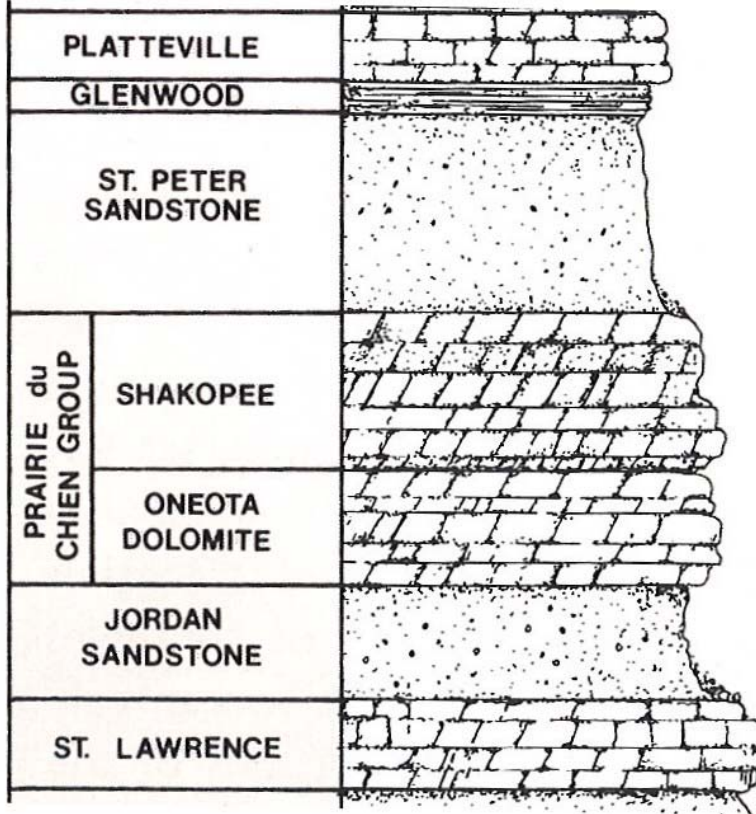 PLATTEVILLE
GLENWOOD
ST. PETER
SANDSTONE
PRAIRIE du
CHIEN GROUP
SHAKOPEE
ONEOTA
DOLOMITE
JORDAN
SANDSTONE
ST. LAWRENCE